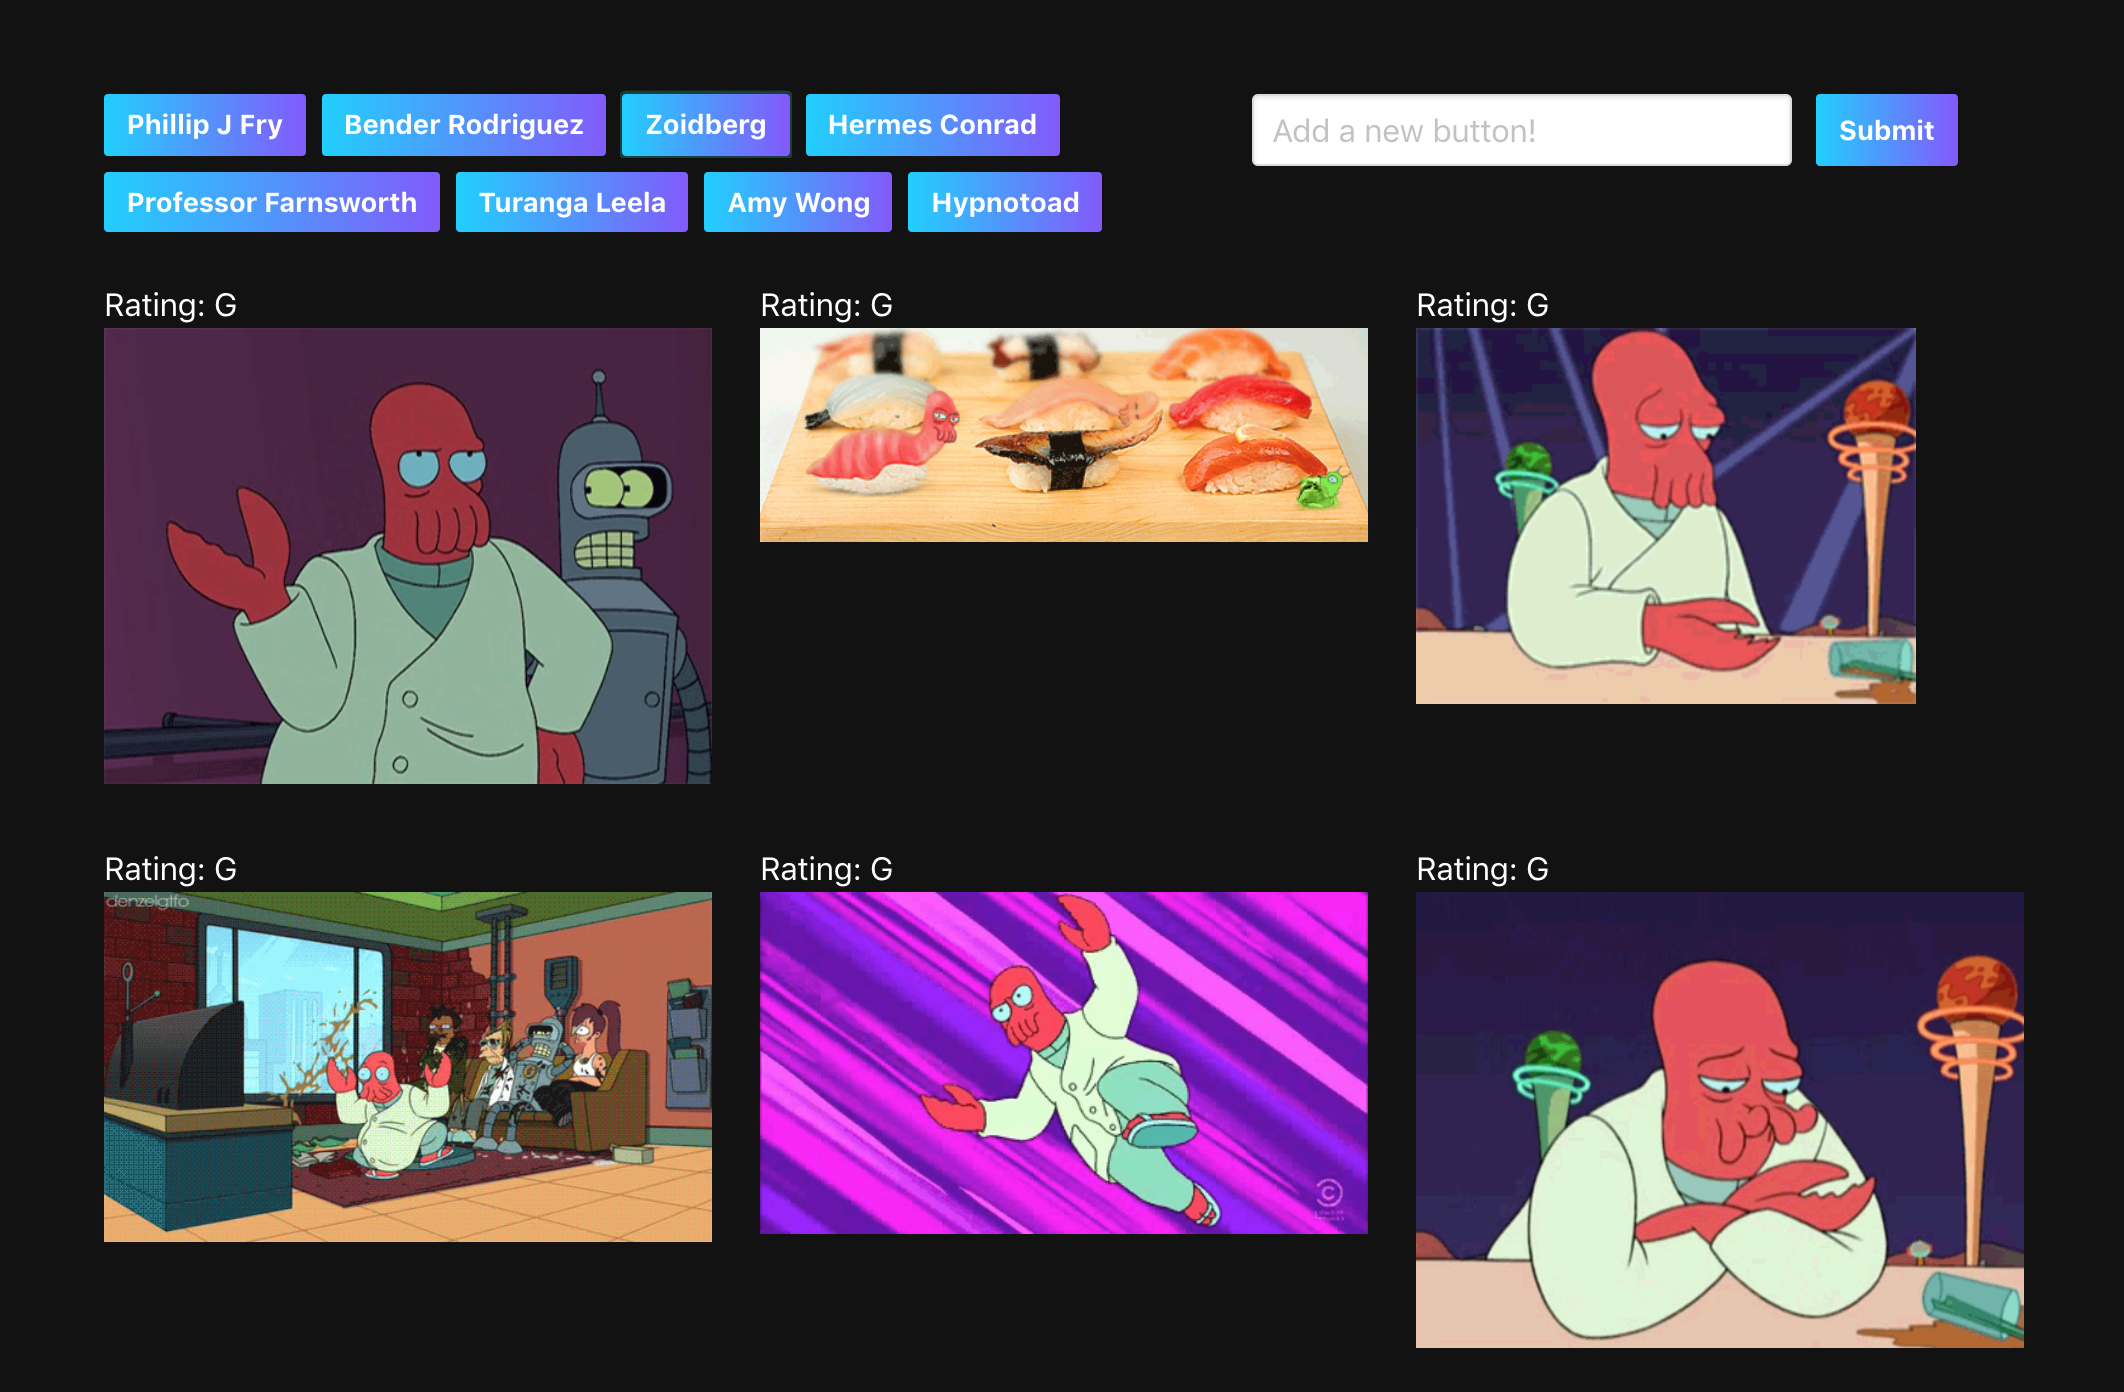 Phillip J Fry Bender Rodriguez Zoidberg Hermes Conrad Add a new button! Submit
Professor Farnsworth Turanga Leela Amy Wong Hypnotoad
Rating: G Rating: G Rating: G
Rating: G Rating: G Rating: G
denzelgtfo